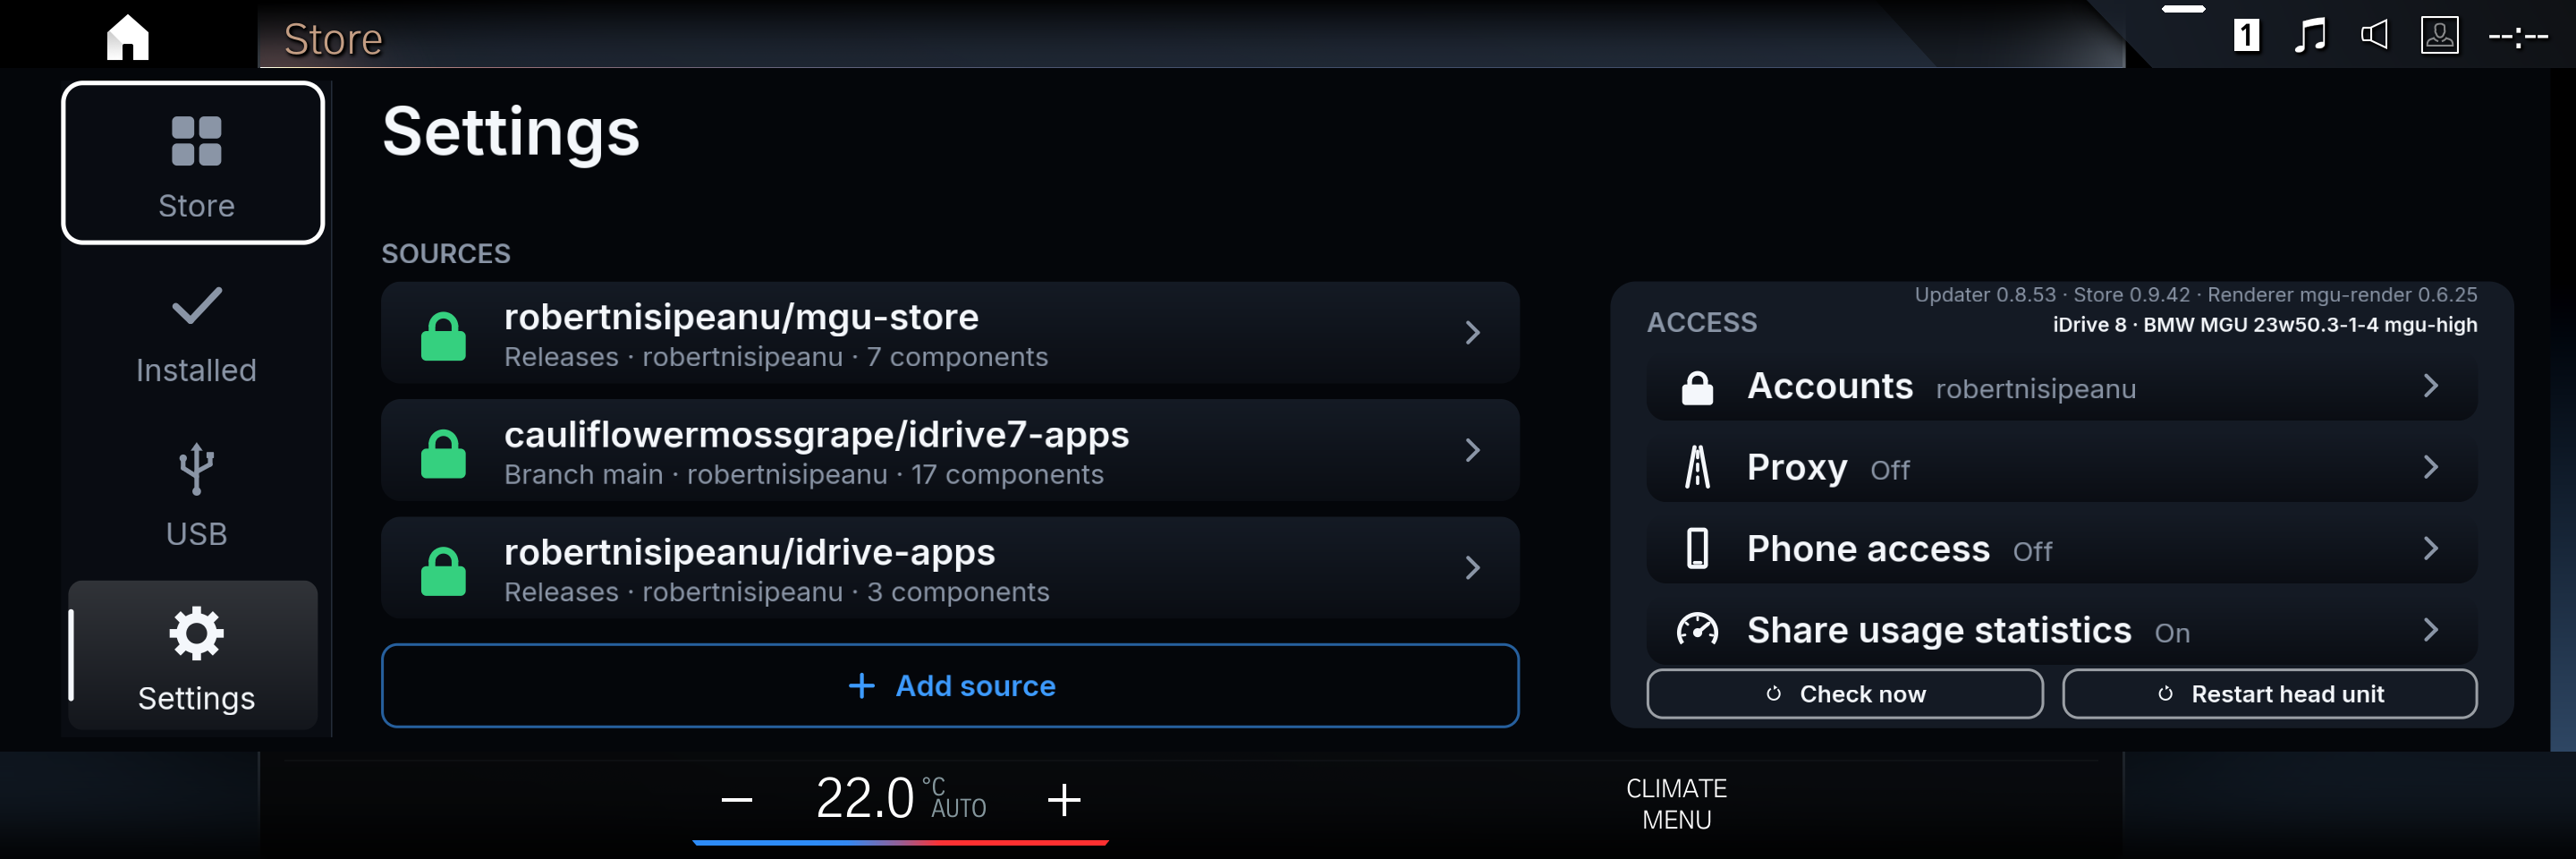 Store
1
--:--
Store
Installed
USB
Settings
Settings
SOURCES
robertnisipeanu/mgu-store
Releases · robertnisipeanu · 7 components
cauliflowermossgrape/idrive7-apps
Branch main · robertnisipeanu · 17 components
robertnisipeanu/idrive-apps
Releases · robertnisipeanu · 3 components
+ Add source
Updater 0.8.53 · Store 0.9.42 · Renderer mgu-render 0.6.25
ACCESS
iDrive 8 · BMW MGU 23w50.3-1-4 mgu-high
Accounts robertnisipeanu
Proxy Off
Phone access Off
Share usage statistics On
Check now
Restart head unit
− 22.0 °C AUTO +
CLIMATE
MENU